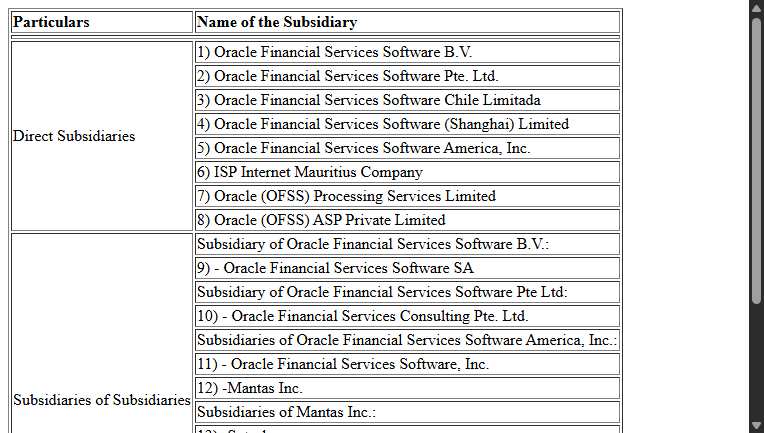 Particulars Name of the Subsidiary
1) Oracle Financial Services Software B.V.
2) Oracle Financial Services Software Pte. Ltd.
3) Oracle Financial Services Software Chile Limitada
4) Oracle Financial Services Software (Shanghai) Limited
Direct Subsidiaries
5) Oracle Financial Services Software America, Inc.
6) ISP Internet Mauritius Company
7) Oracle (OFSS) Processing Services Limited
8) Oracle (OFSS) ASP Private Limited
Subsidiary of Oracle Financial Services Software B.V.:
9) - Oracle Financial Services Software SA
Subsidiary of Oracle Financial Services Software Pte Ltd:
10) - Oracle Financial Services Consulting Pte. Ltd.
Subsidiaries of Oracle Financial Services Software America, Inc.:
11) - Oracle Financial Services Software, Inc.
12) -Mantas Inc.
Subsidiaries of Subsidiaries
Subsidiaries of Mantas Inc.: